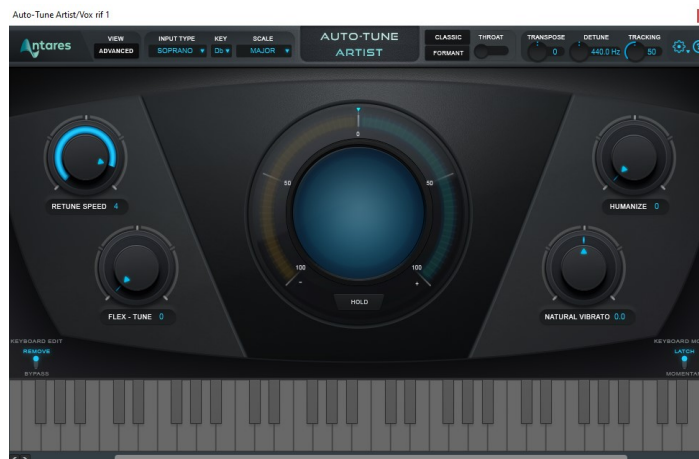 Auto-Tune Artist/Vox rif 1
Antares
VIEW
ADVANCED
INPUT TYPE
SOPRANO
KEY
Db
SCALE
MAJOR
AUTO-TUNE
ARTIST
CLASSIC
FORMANT
THROAT
TRANSPOSE
0
DETUNE
440.0 Hz
TRACKING
50
0
50
50
100
100
-
+
HOLD
RETUNE SPEED 4
FLEX - TUNE 0
HUMANIZE 0
NATURAL VIBRATO 0.0
KEYBOARD EDIT
REMOVE
BYPASS
KEYBOARD MO
LATCH
MOMENTA